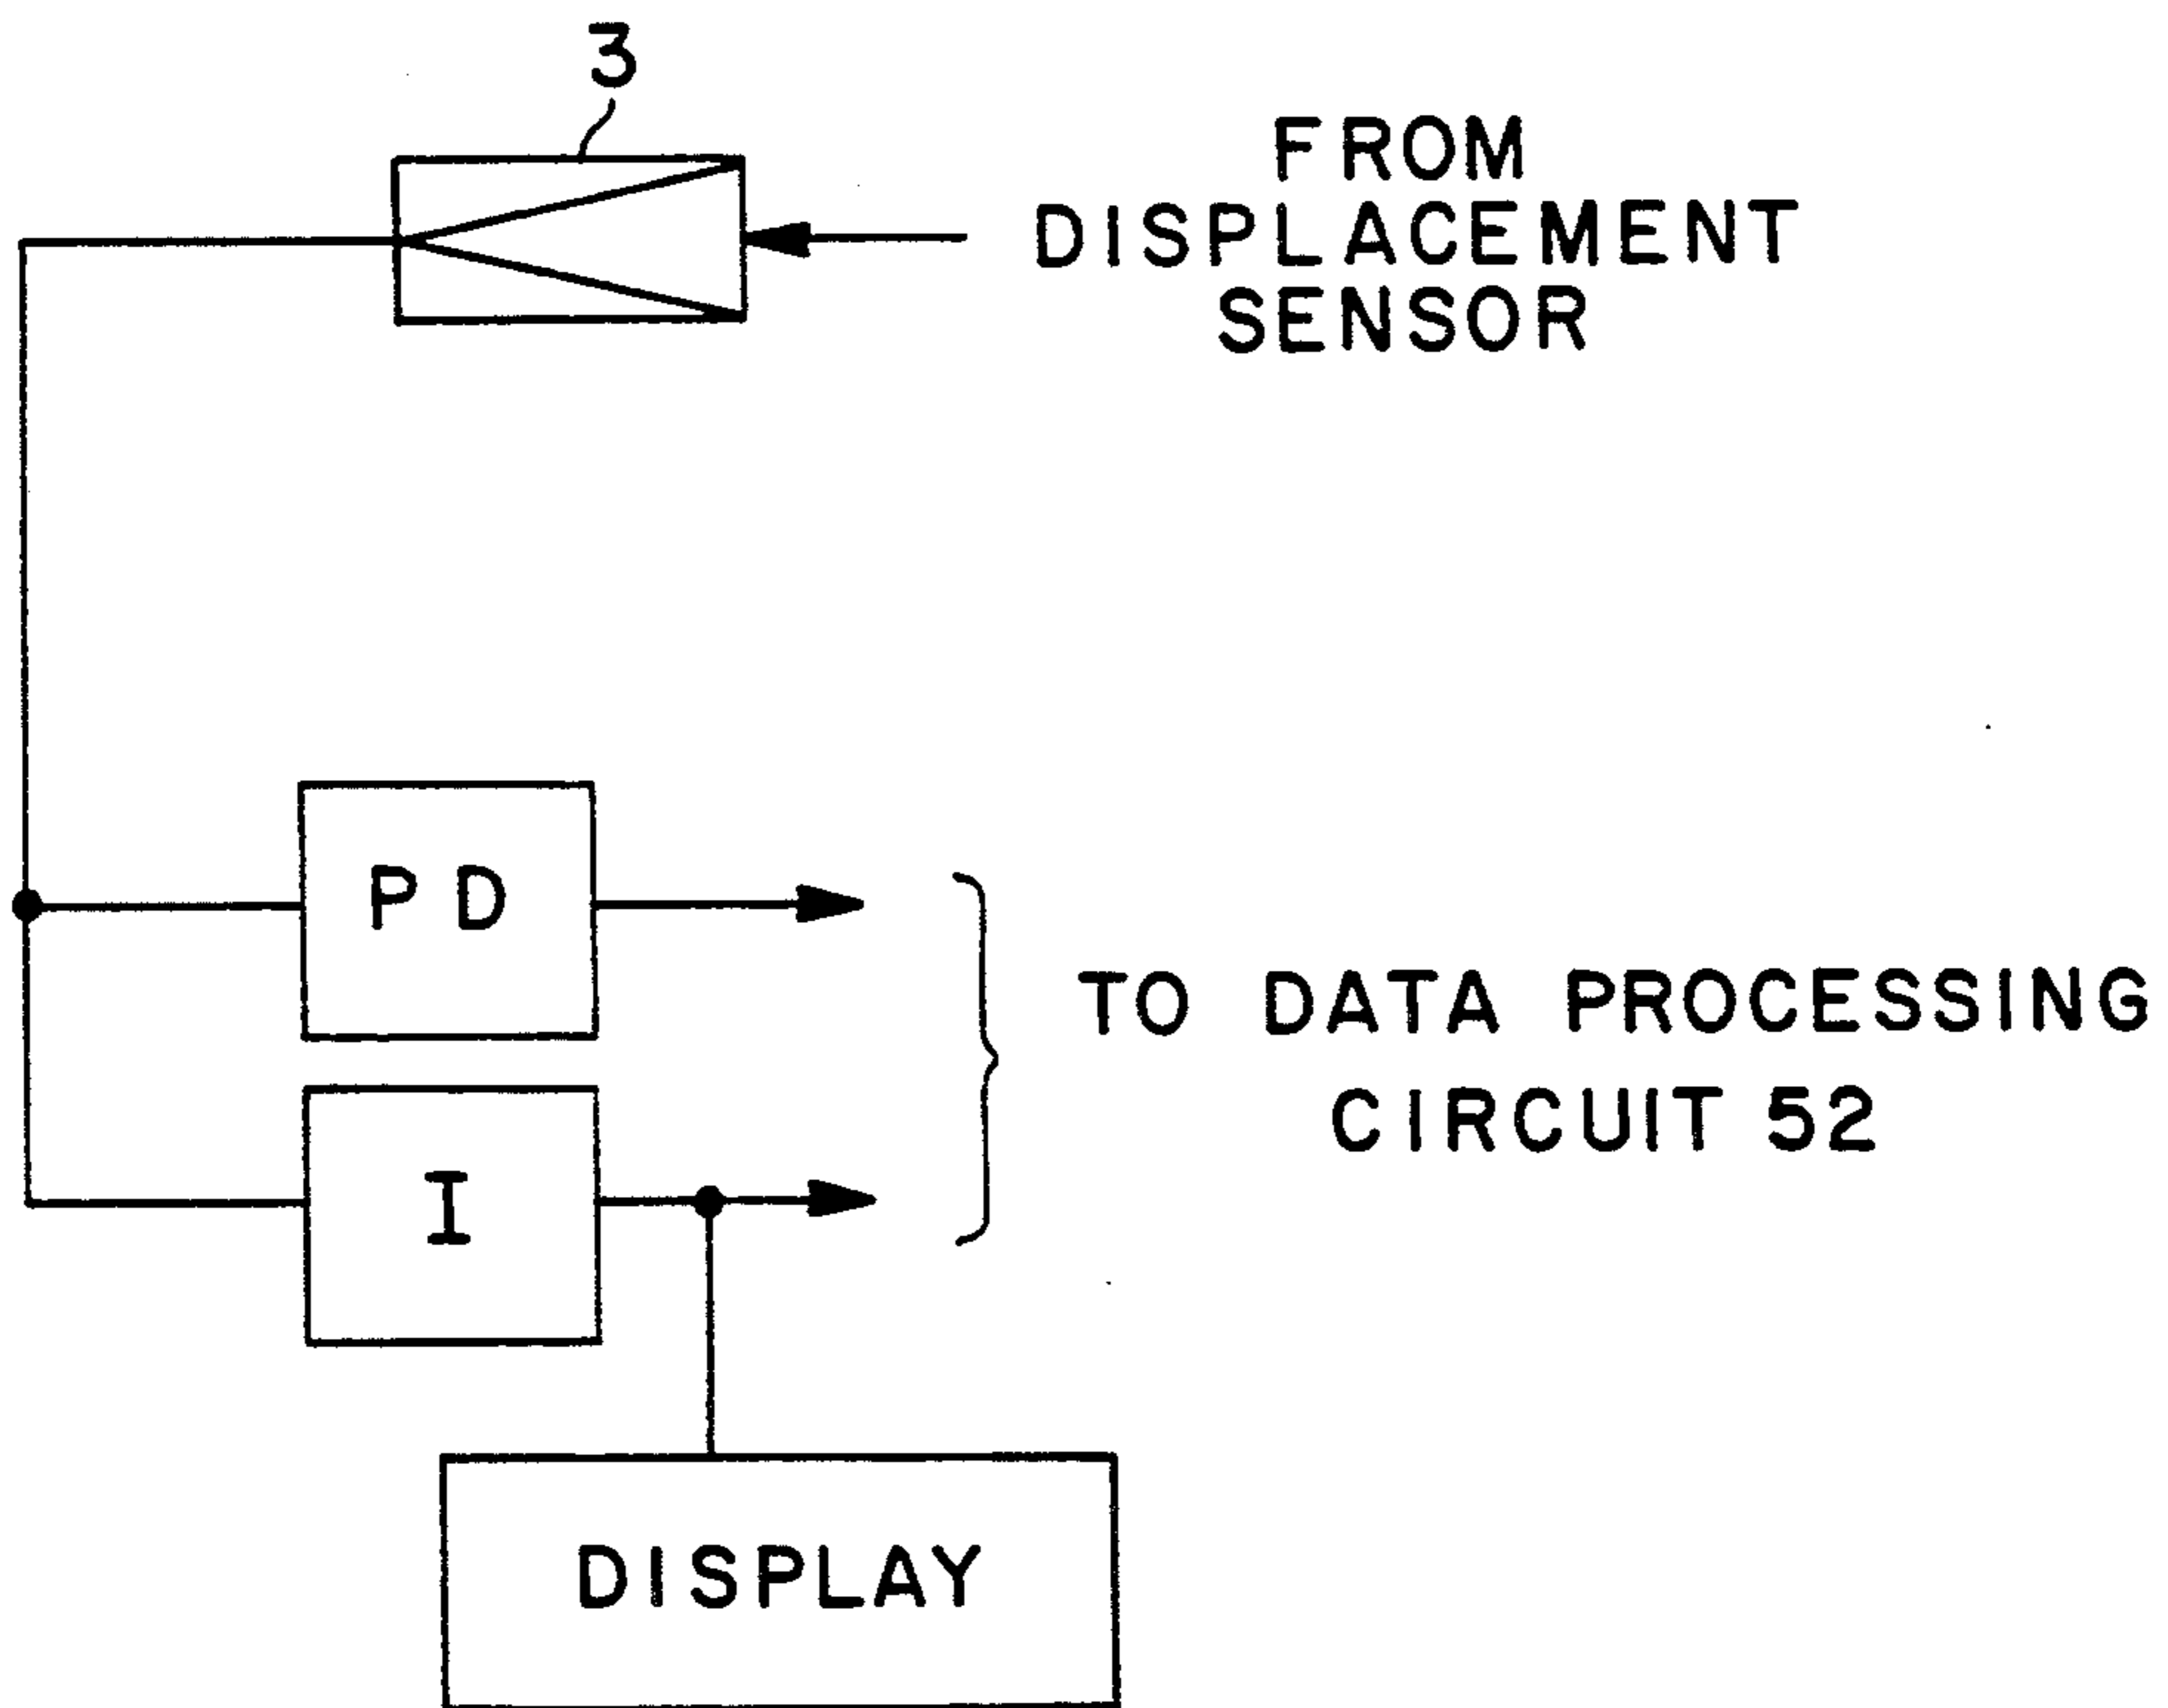 3
FROM
DISPLACEMENT
SENSOR
PD
TO DATA PROCESSING
CIRCUIT 52
I
DISPLAY